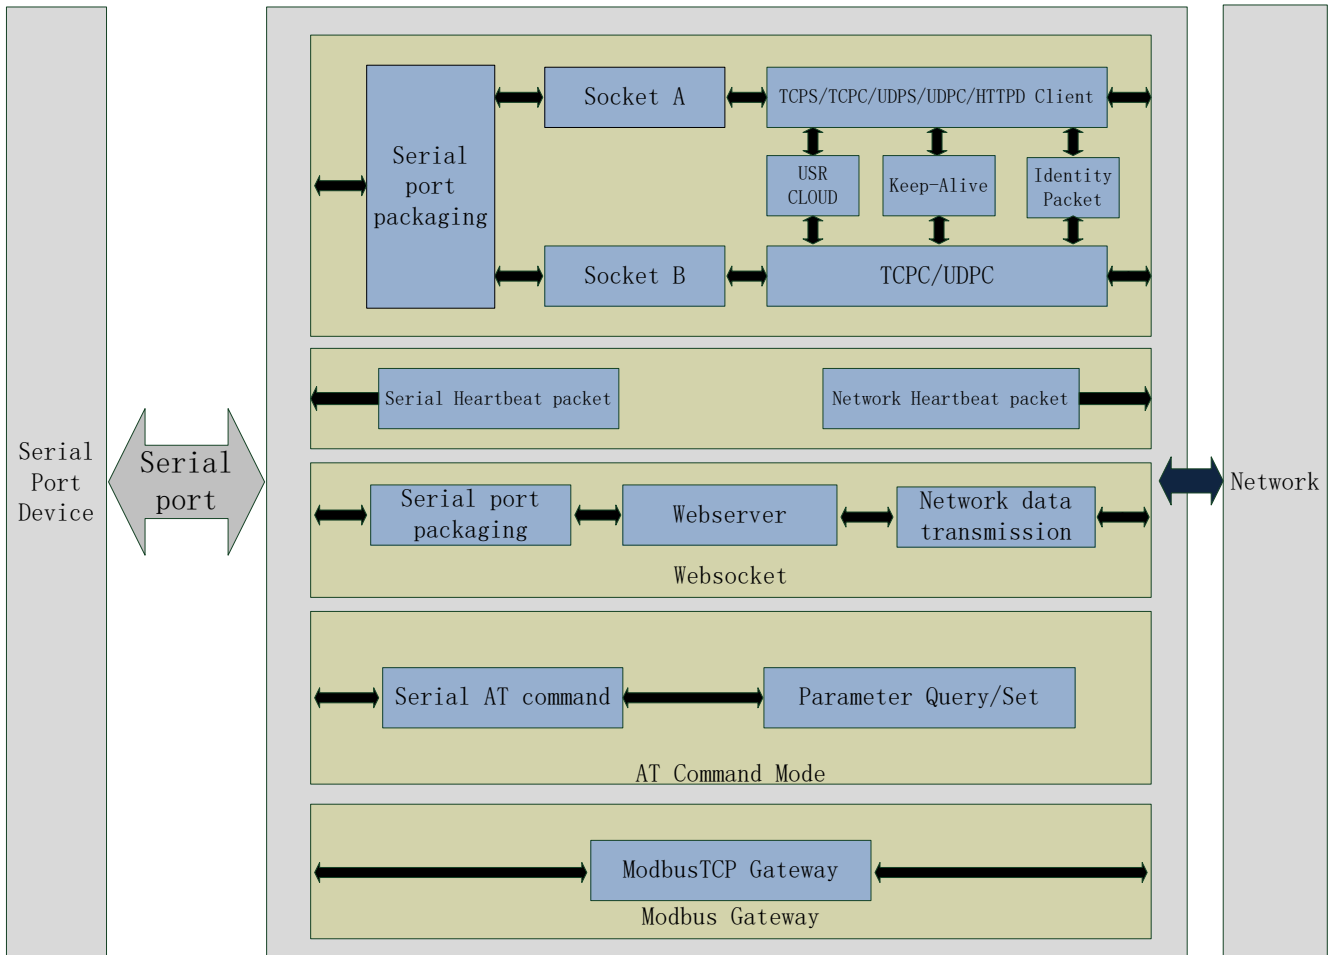 Serial
Port
Device
Serial
port
Serial
port
packaging
Socket A
TCPS/TCPC/UDPS/UDPC/HTTPD Client
USR
CLOUD
Keep-Alive
Identity
Packet
Socket B
TCPC/UDPC
Serial Heartbeat packet
Network Heartbeat packet
Serial port
packaging
Webserver
Network data
transmission
Websocket
Serial AT command
Parameter Query/Set
AT Command Mode
ModbusTCP Gateway
Modbus Gateway
Network